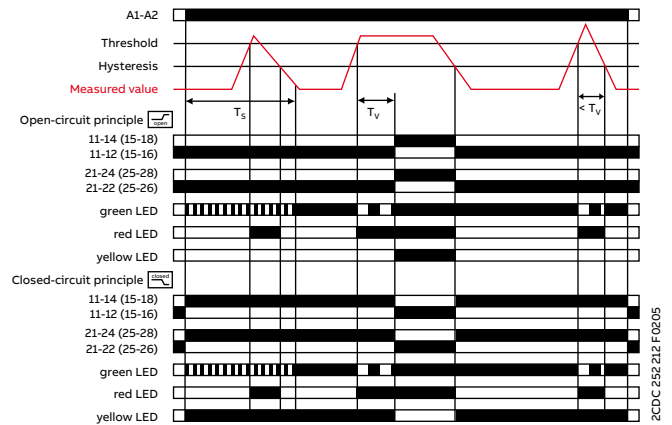 A1-A2
Threshold
Hysteresis
Measured value
Ts
Tv
< Tv
Open-circuit principle open
11-14 (15-18)
11-12 (15-16)
21-24 (25-28)
21-22 (25-26)
green LED
red LED
yellow LED
Closed-circuit principle closed
11-14 (15-18)
11-12 (15-16)
21-24 (25-28)
21-22 (25-26)
green LED
red LED
yellow LED
2CDC 252 212 F0205